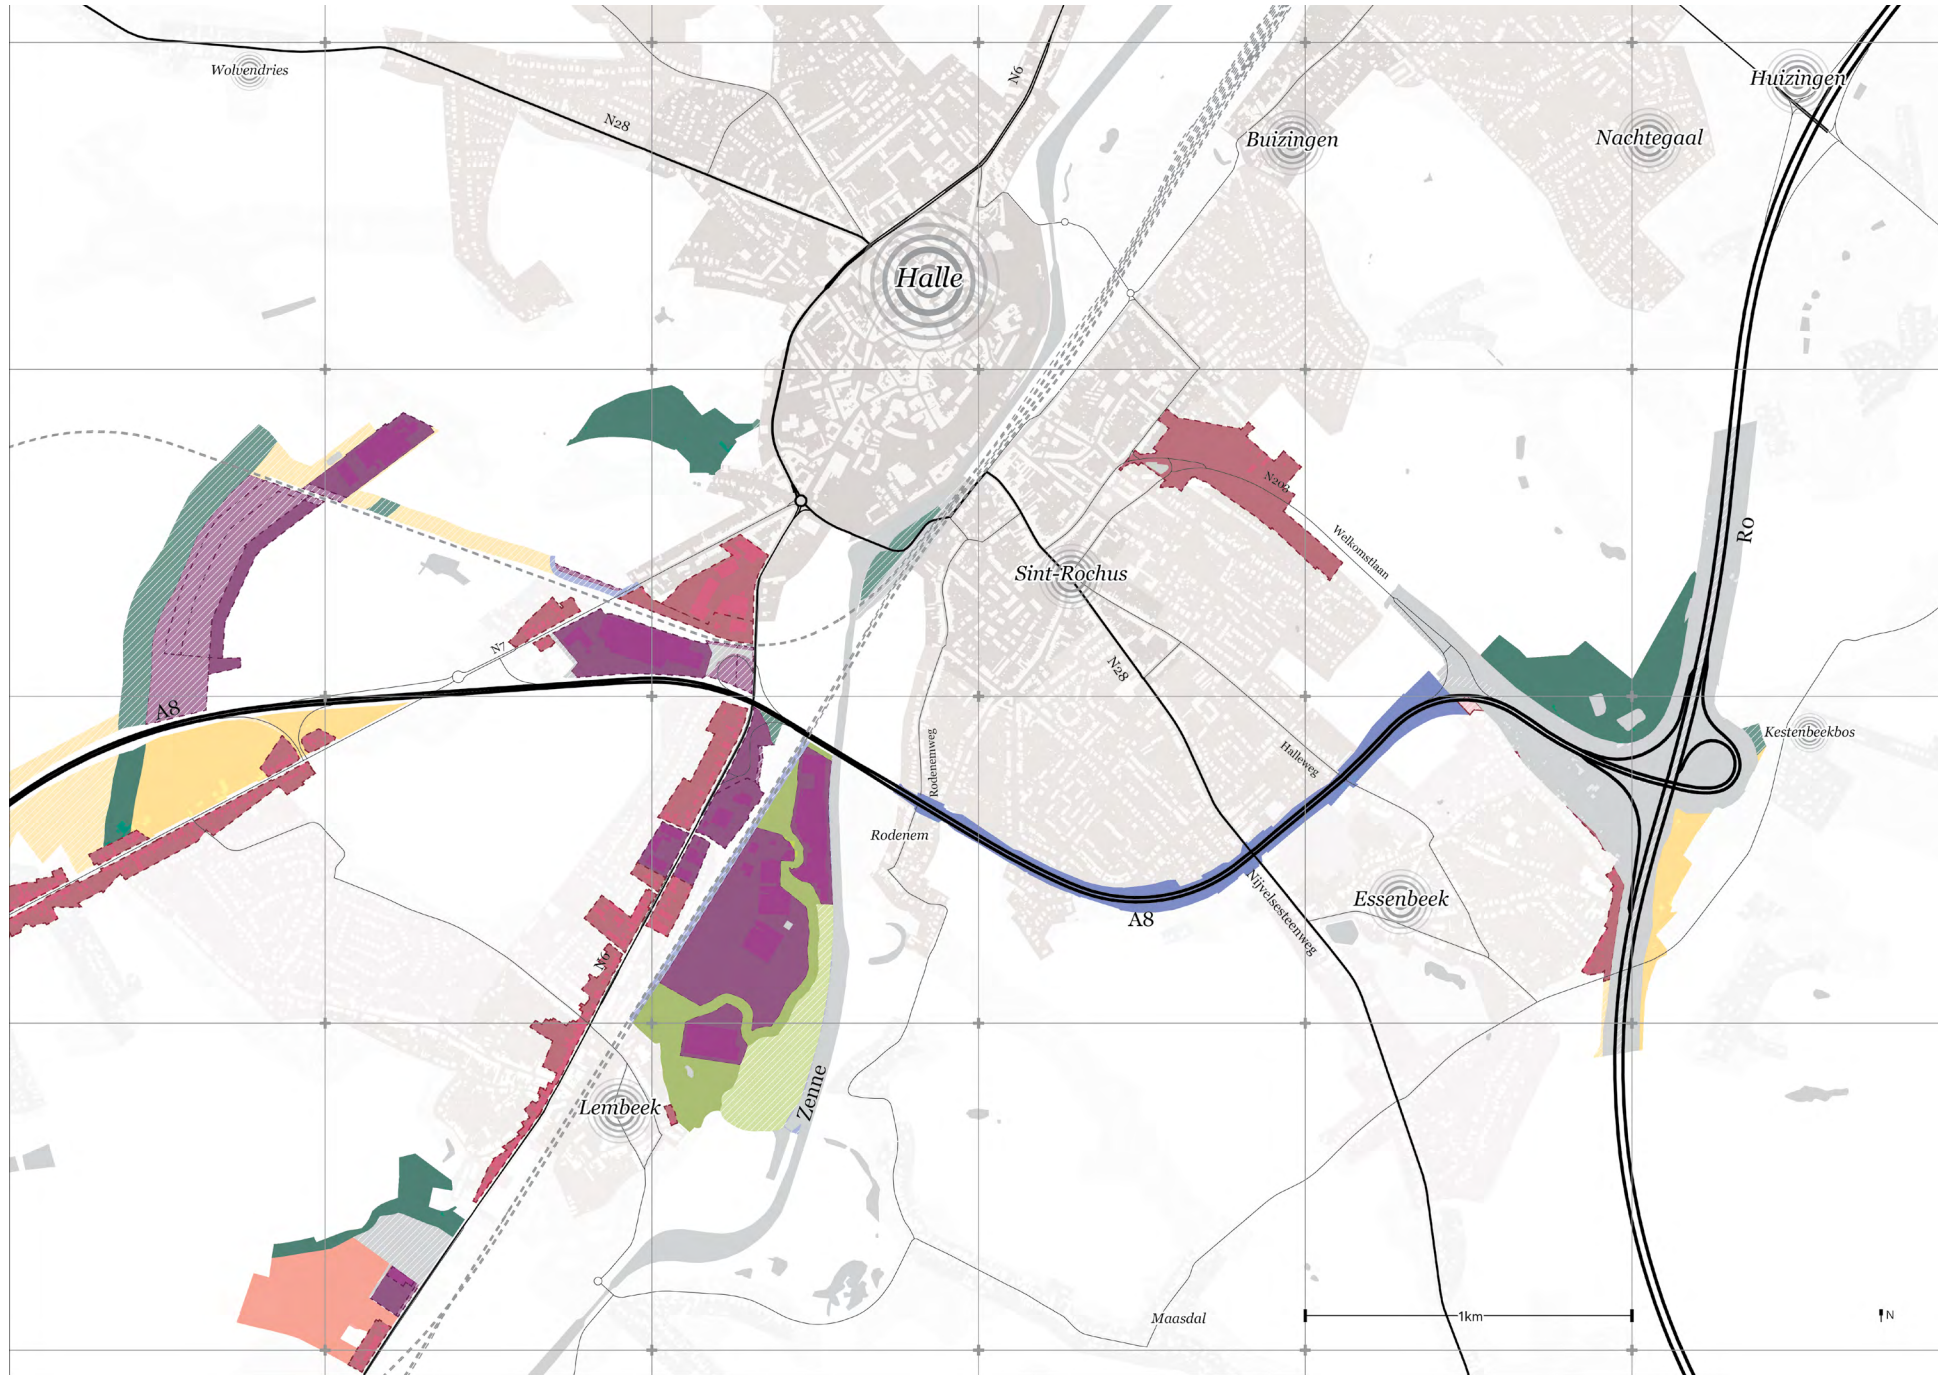 Wolvendries
N28
N6
Huizingen
Buizingen
Nachtegaal
Halle
N203
Welkomstlaan
R0
Sint-Rochus
N7
N28
A8
Rodenemweg
Halleweg
Kestenbeekbos
Rodenem
Nijvelsesteenweg
Essenbeek
A8
N6
Zenne
Lembeek
Maasdal
1km
N